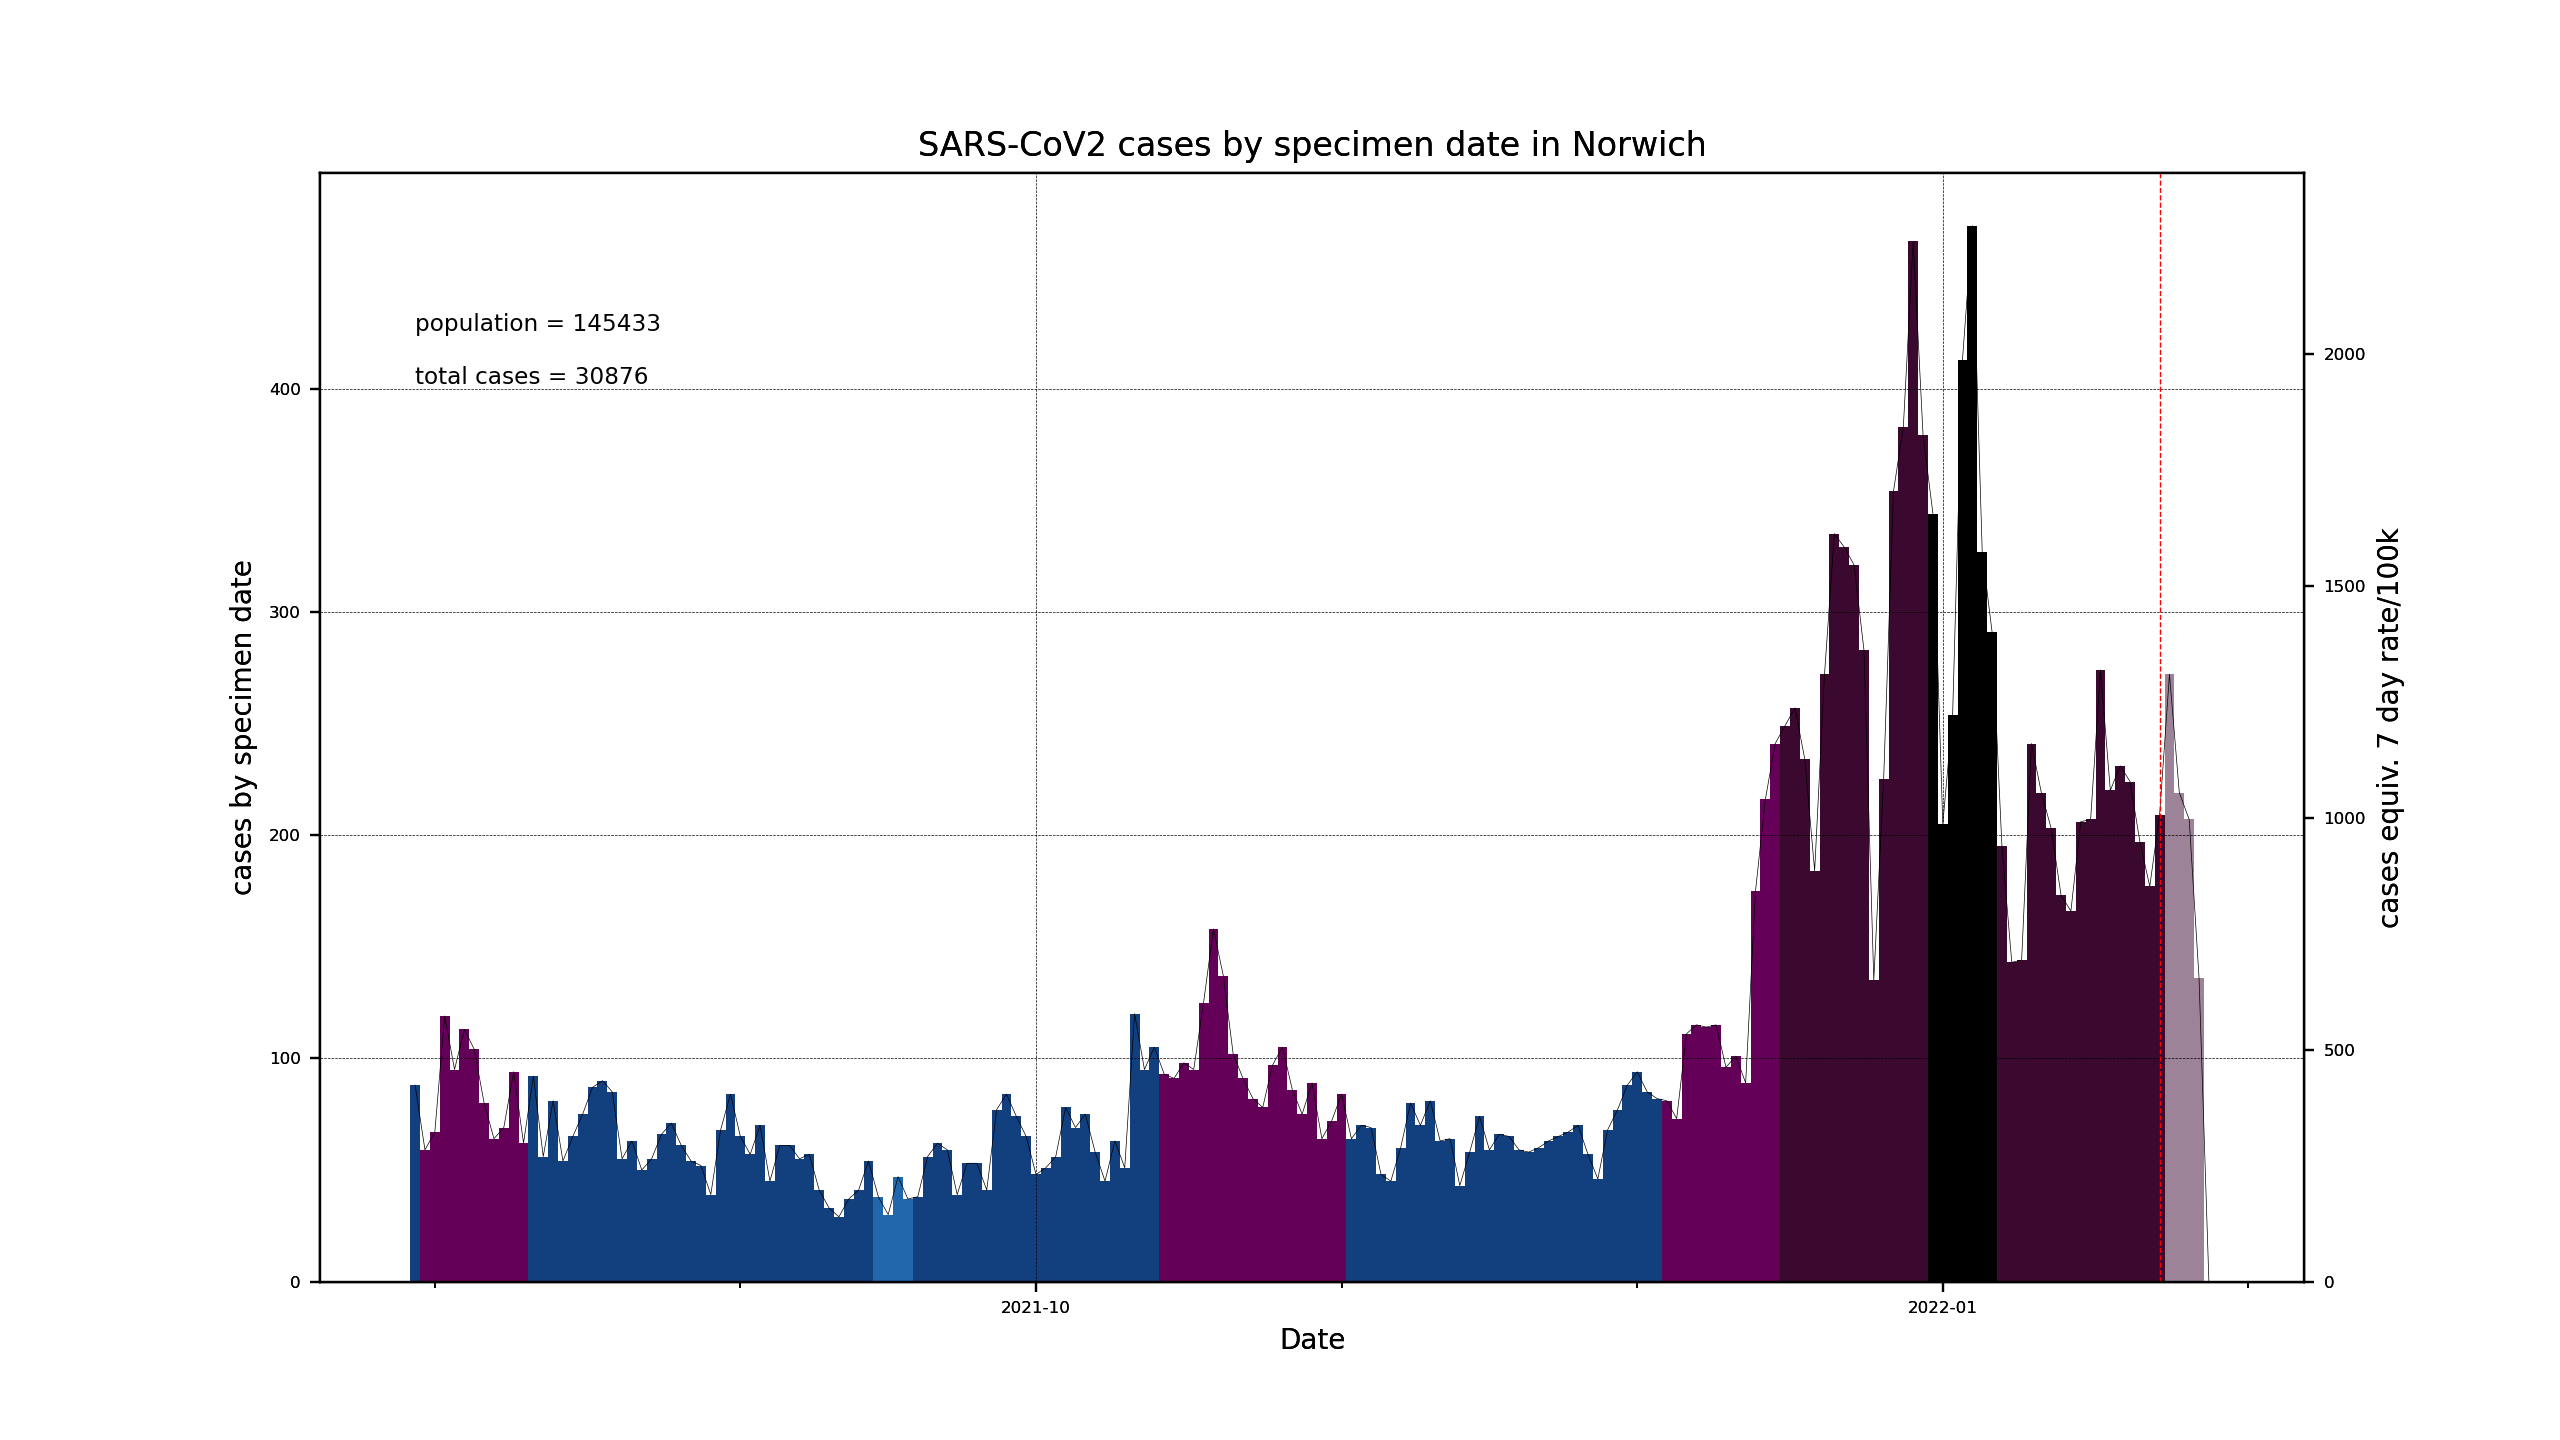 SARS-CoV2 cases by specimen date in Norwich
population = 145433
total cases = 30876
cases by specimen date
400
300
200
100
0
2000
1500
1000
500
0
cases equiv. 7 day rate/100k
2021-10
2022-01
Date